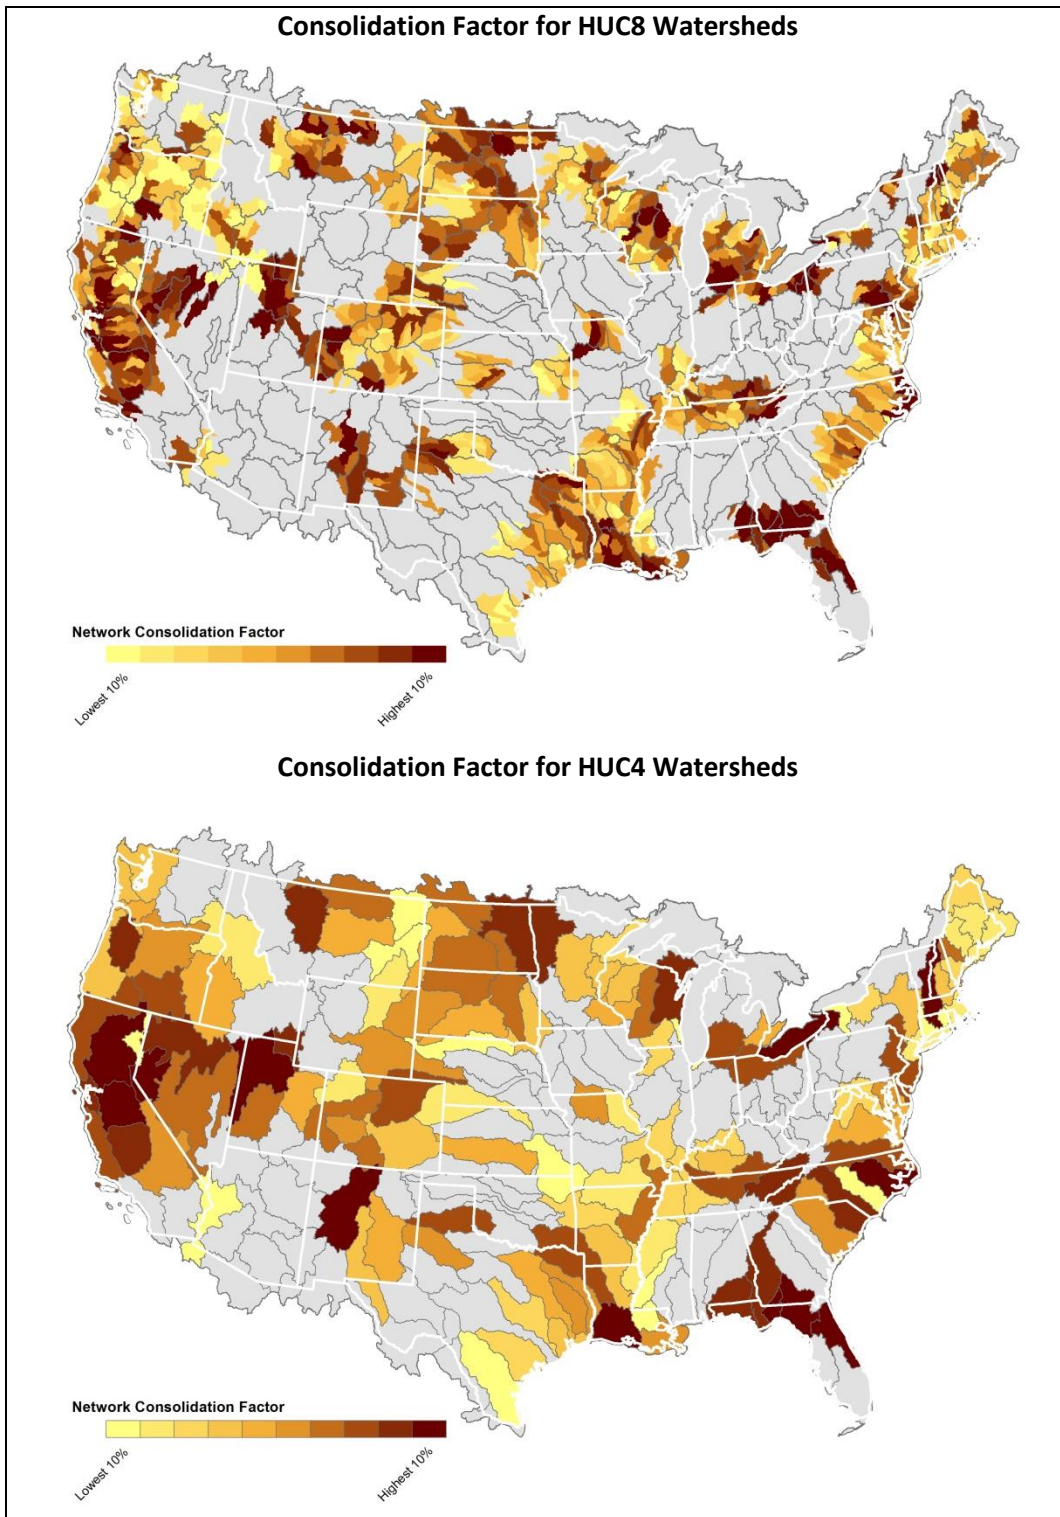 Consolidation Factor for HUC8 Watersheds
Network Consolidation Factor
Lowest 10%
Highest 10%
Consolidation Factor for HUC4 Watersheds
Network Consolidation Factor
Lowest 10%
Highest 10%